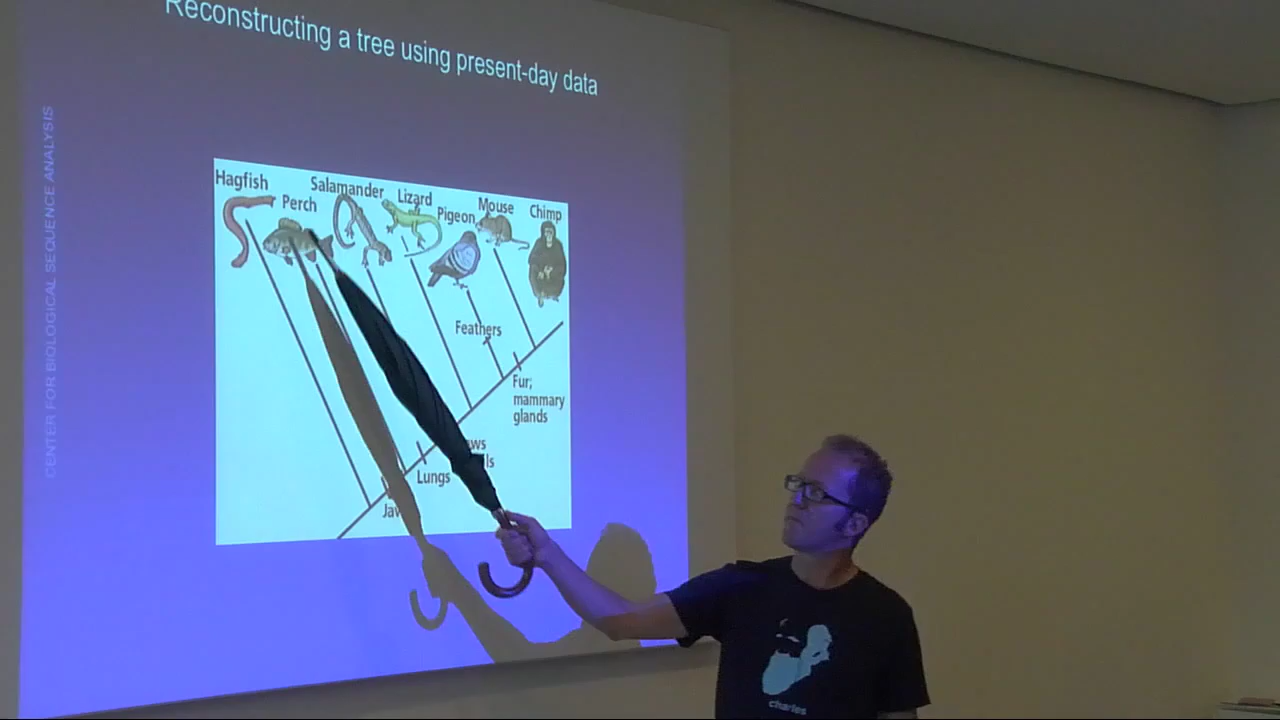 Reconstructing a tree using present-day data
CENTER FOR BIOLOGICAL SEQUENCE ANALYSIS
Hagfish
Perch
Salamander
Lizard
Pigeon
Mouse
Chimp
Feathers
Fur;
mammary
glands
Lungs
charles